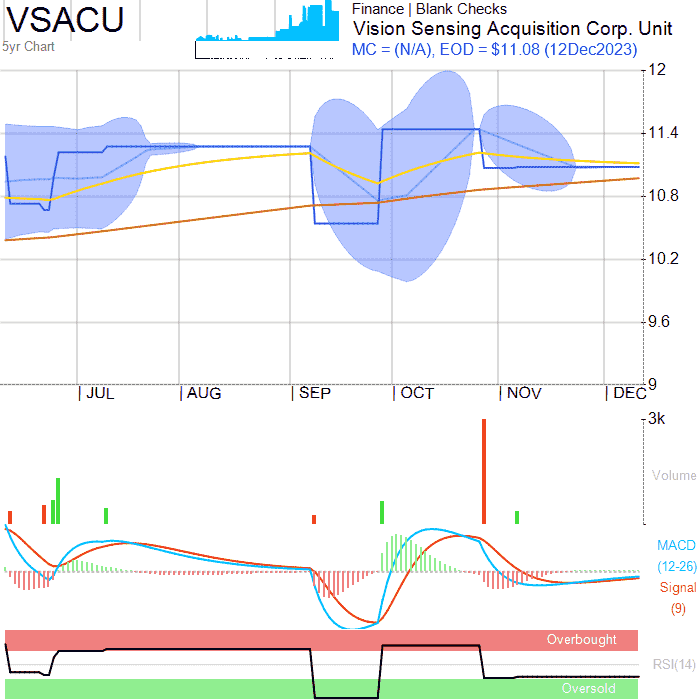 VSACU
5yr Chart
Finance | Blank Checks
Vision Sensing Acquisition Corp. Unit
MC = (N/A), EOD = $11.08 (12Dec2023)
12
11.4
10.8
10.2
9.6
9
| JUL | AUG | SEP | OCT | NOV | DEC
3k
Volume
MACD
(12-26)
Signal
(9)
Overbought
RSI(14)
Oversold